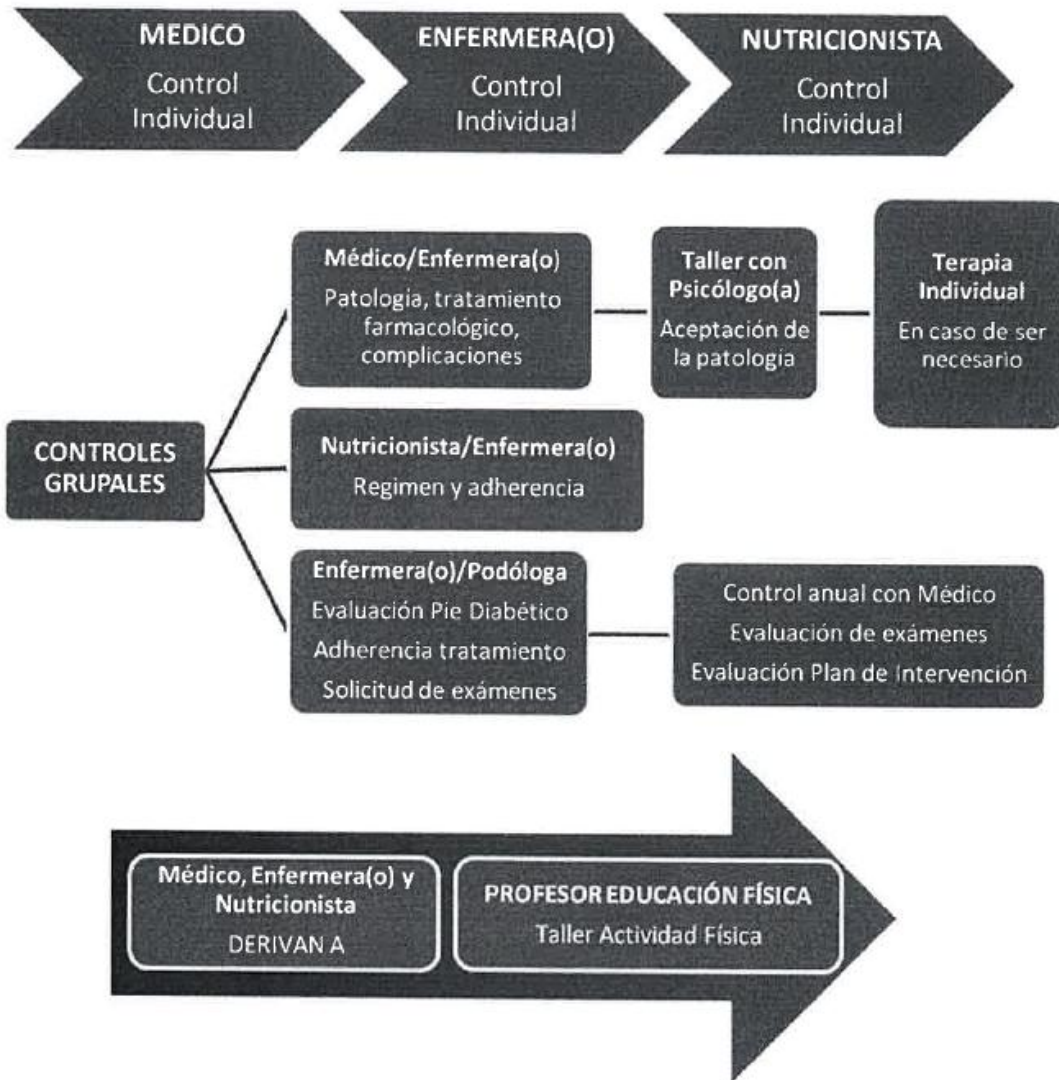 MEDICO
Control
Individual
ENFERMERA(O)
Control
Individual
NUTRICIONISTA
Control
Individual
Médico/Enfermera(o)
Patología, tratamiento
farmacológico,
complicaciones
Taller con
Psicólogo(a)
Aceptación de
la patología
Terapia
Individual
En caso de ser
necesario
CONTROLES
GRUPALES
Nutricionista/Enfermera(o)
Regimen y adherencia
Enfermera(o)/Podóloga
Evaluación Pie Diabético
Adherencia tratamiento
Solicitud de exámenes
Control anual con Médico
Evaluación de exámenes
Evaluación Plan de Intervención
Médico, Enfermera(o) y
Nutricionista
DERIVAN A
PROFESOR EDUCACIÓN FÍSICA
Taller Actividad Física